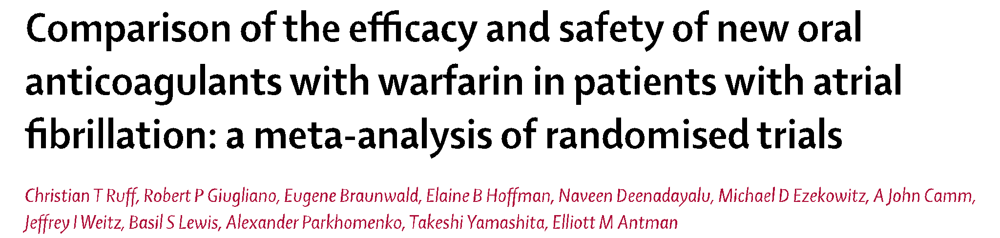 Comparison of the efficacy and safety of new oral
anticoagulants with warfarin in patients with atrial
fibrillation: a meta-analysis of randomised trials
Christian T Ruff, Robert P Giugliano, Eugene Braunwald, Elaine B Hoffman, Naveen Deenadayalu, Michael D Ezekowitz, A John Camm,
Jeffrey I Weitz, Basil S Lewis, Alexander Parkhomenko, Takeshi Yamashita, Elliott M Antman